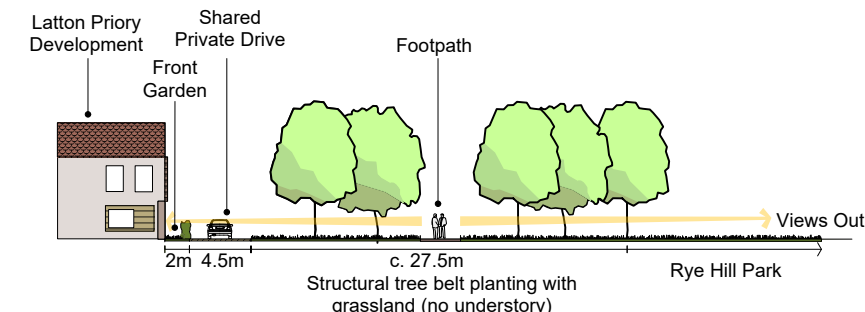 Latton Priory
Development
Shared
Private Drive
Front
Garden
Footpath
Views Out
2m
4.5m
c. 27.5m
Rye Hill Park
Structural tree belt planting with
grassland (no understory)